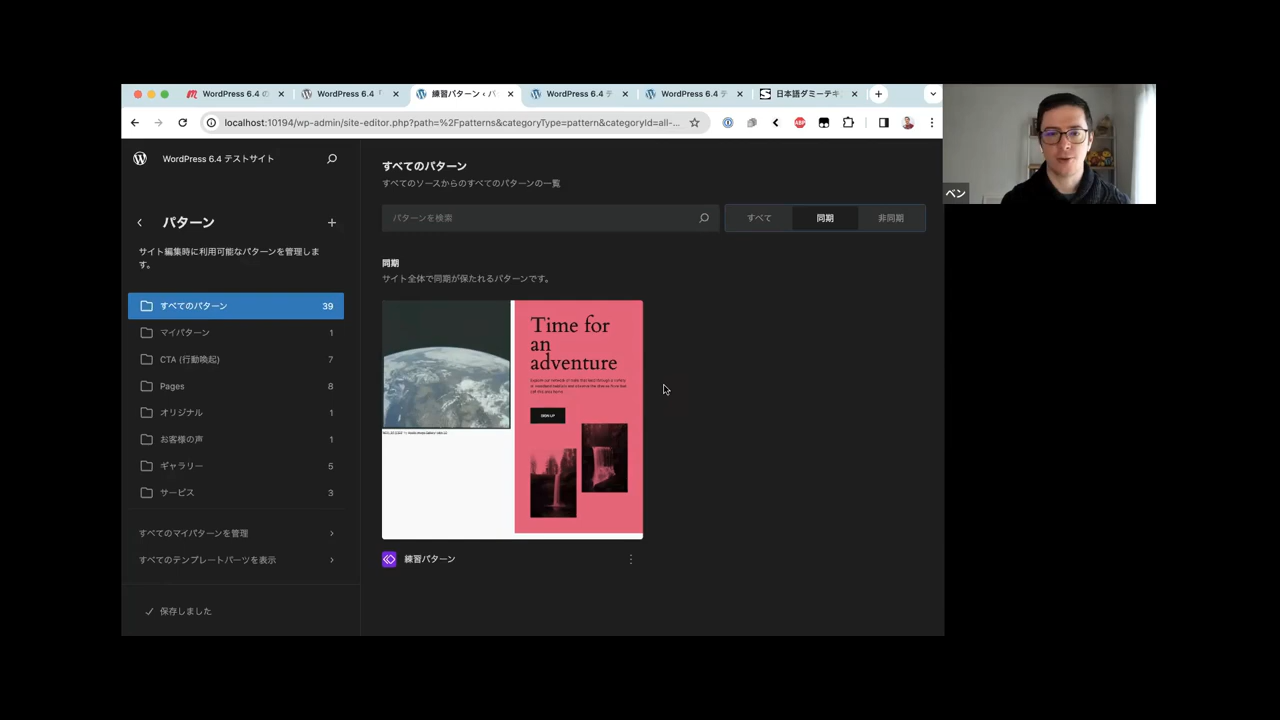 WordPress 6.4 の
WordPress 6.4「
練習パターン ‹ パ
WordPress 6.4 テ
WordPress 6.4 テ
日本語ダミーテキ
localhost:10194/wp-admin/site-editor.php?path=%2Fpatterns&categoryType=pattern&categoryId=all-...
ABP
WordPress 6.4 テストサイト
パターン
サイト編集時に利用可能なパターンを管理しま
す。
すべてのパターン 39
マイパターン 1
CTA (行動喚起) 7
Pages 8
オリジナル 1
お客様の声 1
ギャラリー 5
サービス 3
すべてのマイパターンを管理
すべてのテンプレートパーツを表示
保存しました
すべてのパターン
すべてのソースからのすべてのパターンの一覧
パターンを検索
すべて 同期 非同期
同期
サイト全体で同期が保たれるパターンです。
Time for
an
adventure
SIGN UP
練習パターン
ベン